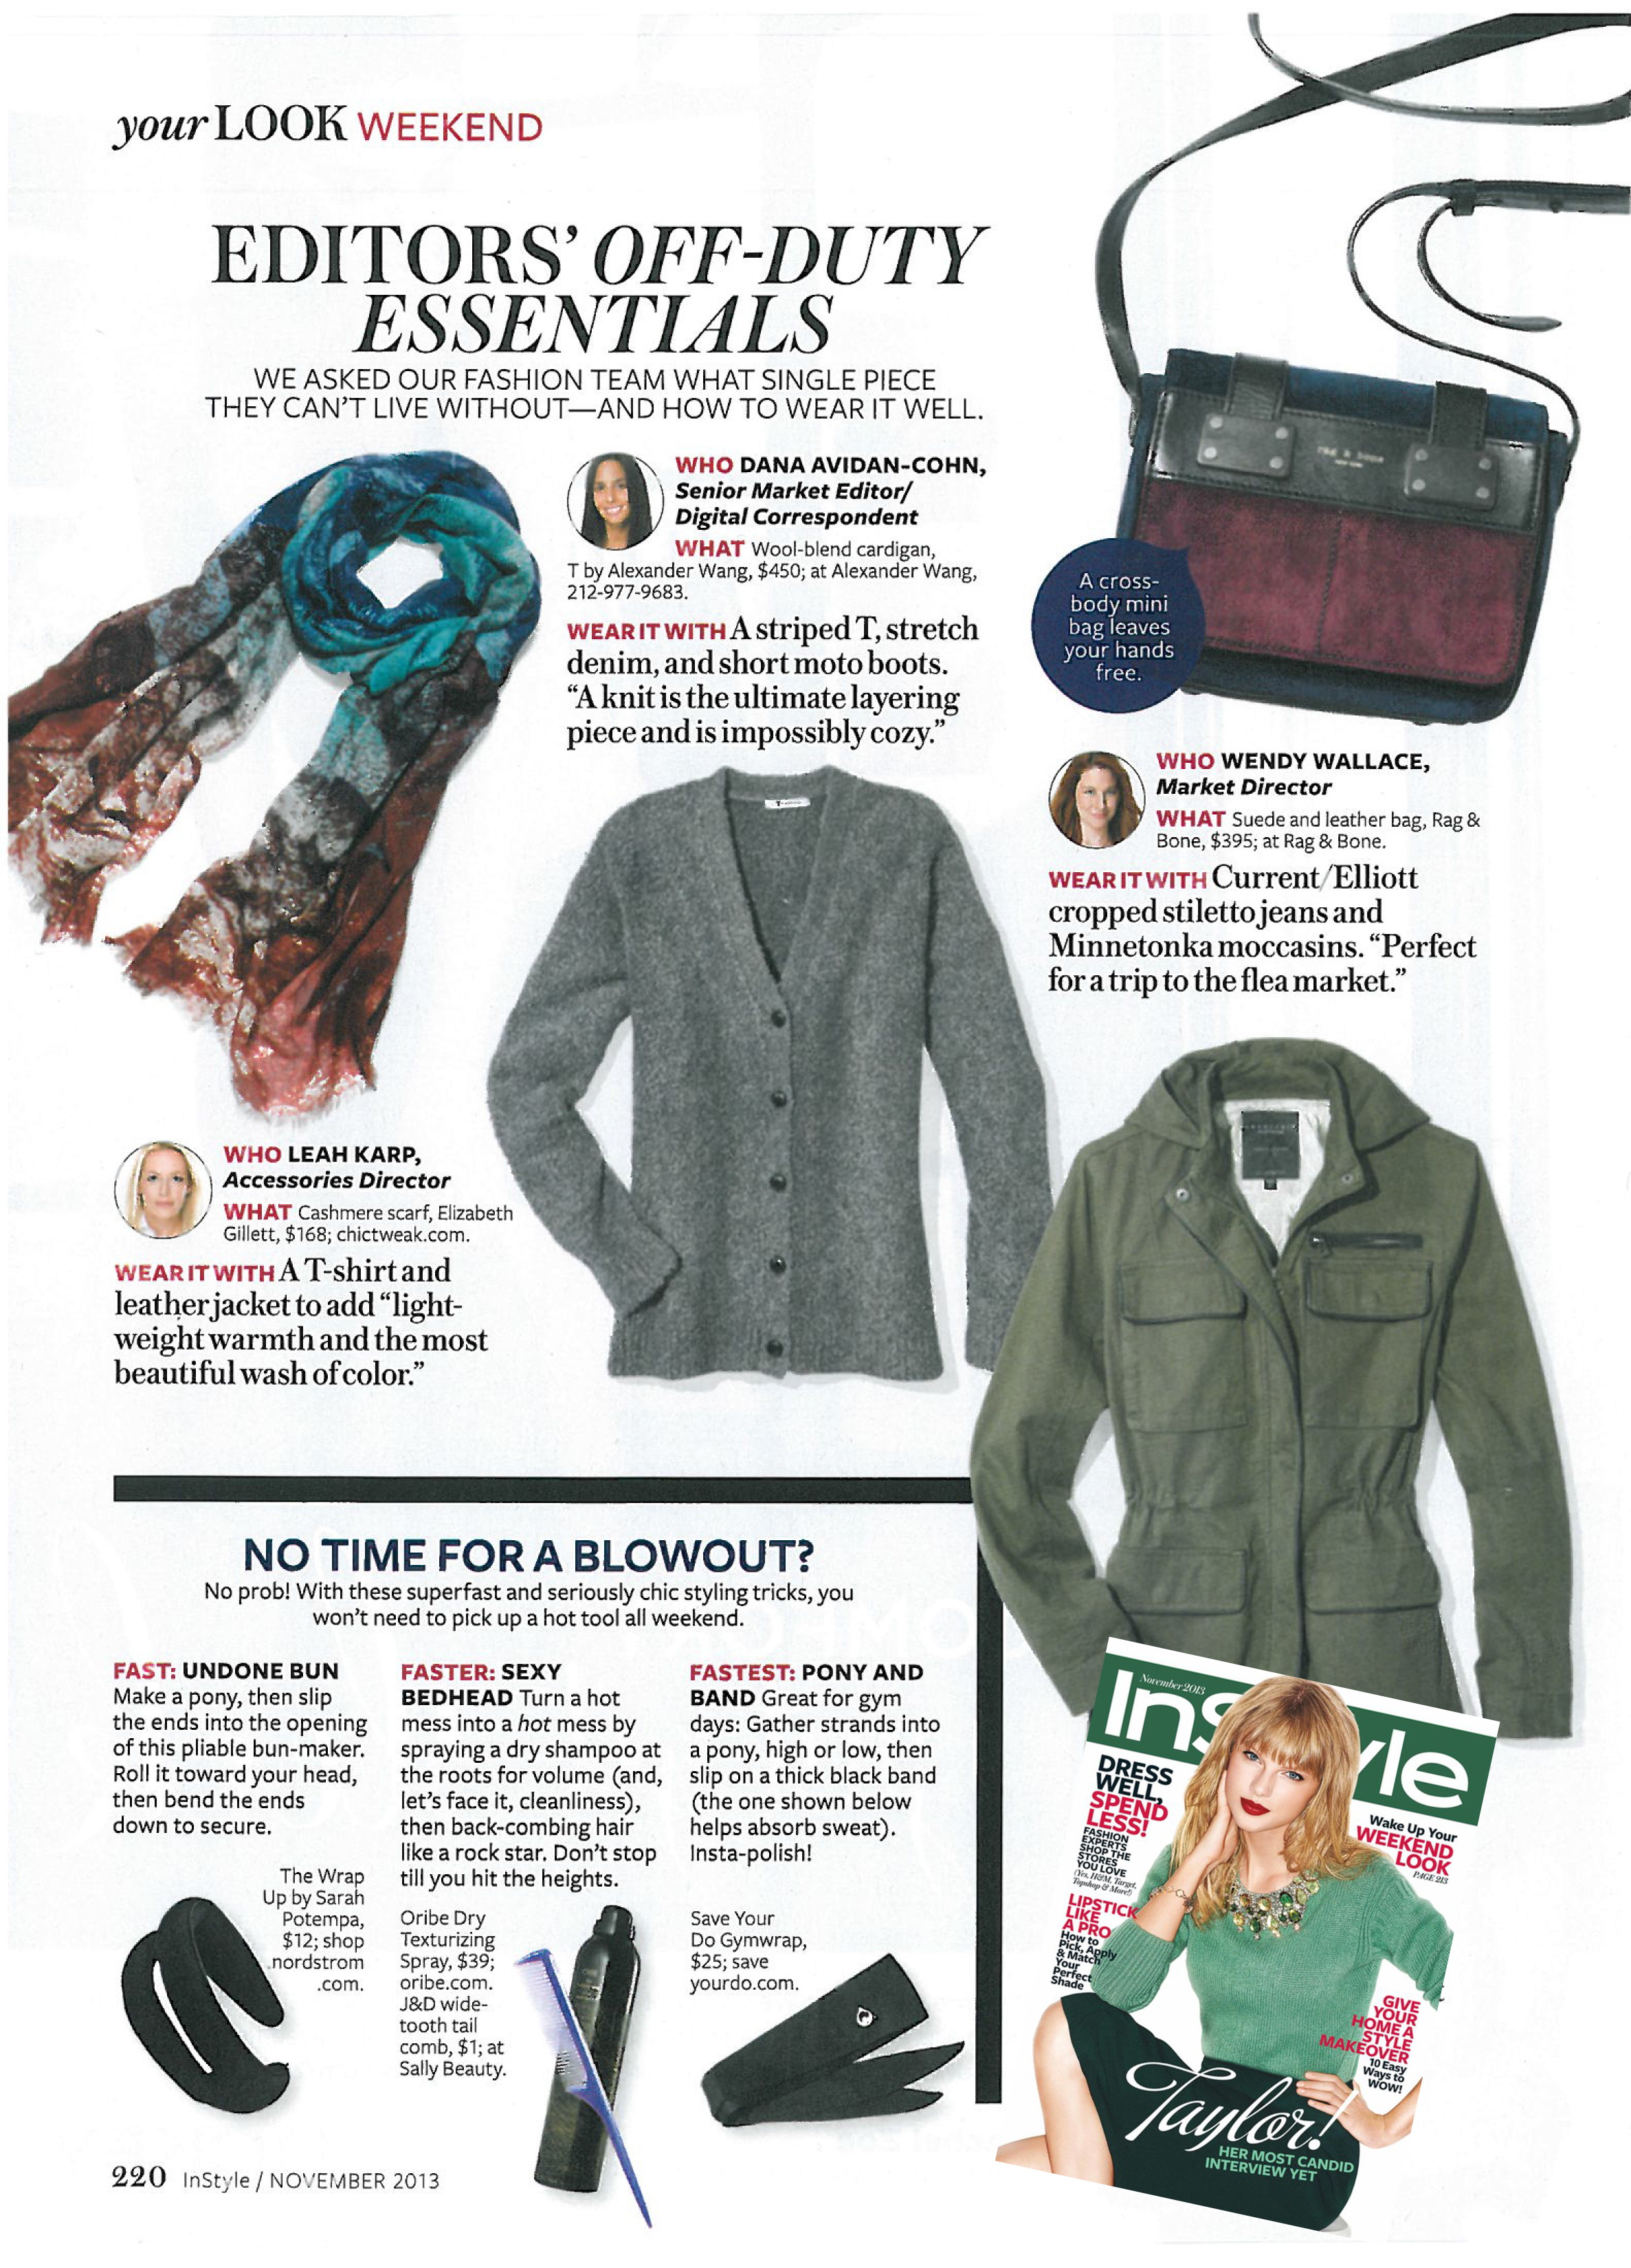 your LOOK WEEKEND
EDITORS’ OFF-DUTY
ESSENTIALS
WE ASKED OUR FASHION TEAM WHAT SINGLE PIECE
THEY CAN’T LIVE WITHOUT—AND HOW TO WEAR IT WELL.
WHO DANA AVIDAN-COHN,
Senior Market Editor/
Digital Correspondent
WHAT Wool-blend cardigan,
T by Alexander Wang, $450; at Alexander Wang,
212-977-9683.
WEAR IT WITH A striped T, stretch
denim, and short moto boots.
“A knit is the ultimate layering
piece and is impossibly cozy.”
rag & bone
A cross-
body mini
bag leaves
your hands
free.
WHO WENDY WALLACE,
Market Director
WHAT Suede and leather bag, Rag &
Bone, $395; at Rag & Bone.
WEAR IT WITH Current/Elliott
cropped stiletto jeans and
Minnetonka moccasins. “Perfect
for a trip to the flea market.”
WHO LEAH KARP,
Accessories Director
WHAT Cashmere scarf, Elizabeth
Gillett, $168; chictweak.com.
WEAR IT WITH A T-shirt and
leather jacket to add “light-
weight warmth and the most
beautiful wash of color.”
NO TIME FOR A BLOWOUT?
No prob! With these superfast and seriously chic styling tricks, you
won’t need to pick up a hot tool all weekend.
FAST: UNDONE BUN
Make a pony, then slip
the ends into the opening
of this pliable bun-maker.
Roll it toward your head,
then bend the ends
down to secure.
The Wrap
Up by Sarah
Potempa,
$12; shop
.nordstrom
.com.
FASTER: SEXY
BEDHEAD Turn a hot
mess into a hot mess by
spraying a dry shampoo at
the roots for volume (and,
let’s face it, cleanliness),
then back-combing hair
like a rock star. Don’t stop
till you hit the heights.
Oribe Dry
Texturizing
Spray, $39;
oribe.com.
J&D wide-
tooth tail
comb, $1; at
Sally Beauty.
FASTEST: PONY AND
BAND Great for gym
days: Gather strands into
a pony, high or low, then
slip on a thick black band
(the one shown below
helps absorb sweat).
Insta-polish!
Save Your
Do Gymwrap,
$25; save
yourdo.com.
November 2013
InStyle
DRESS
WELL,
SPEND
LESS!
FASHION
EXPERTS
SHOP THE
STORES
YOU LOVE
(Yes, H&M, Target,
Topshop & More!)
LIPSTICK
LIKE
A PRO
How to
Pick, Apply
& Match
Your
Perfect
Shade
Wake Up Your
WEEKEND
LOOK
PAGE 213
GIVE
YOUR
HOME A
STYLE
MAKEOVER
10 Easy
Ways to
WOW!
Taylor!
HER MOST CANDID
INTERVIEW YET
220 InStyle / NOVEMBER 2013